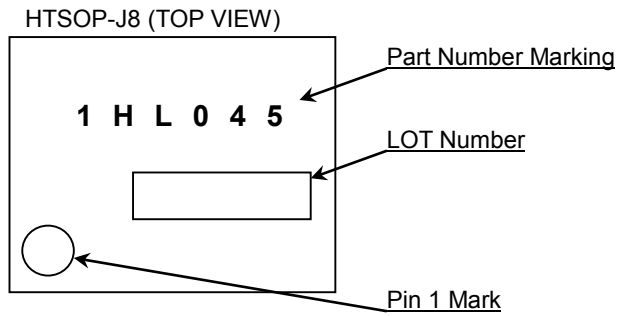 HTSOP-J8 (TOP VIEW)
Part Number Marking
1 H L 0 4 5
LOT Number
Pin 1 Mark